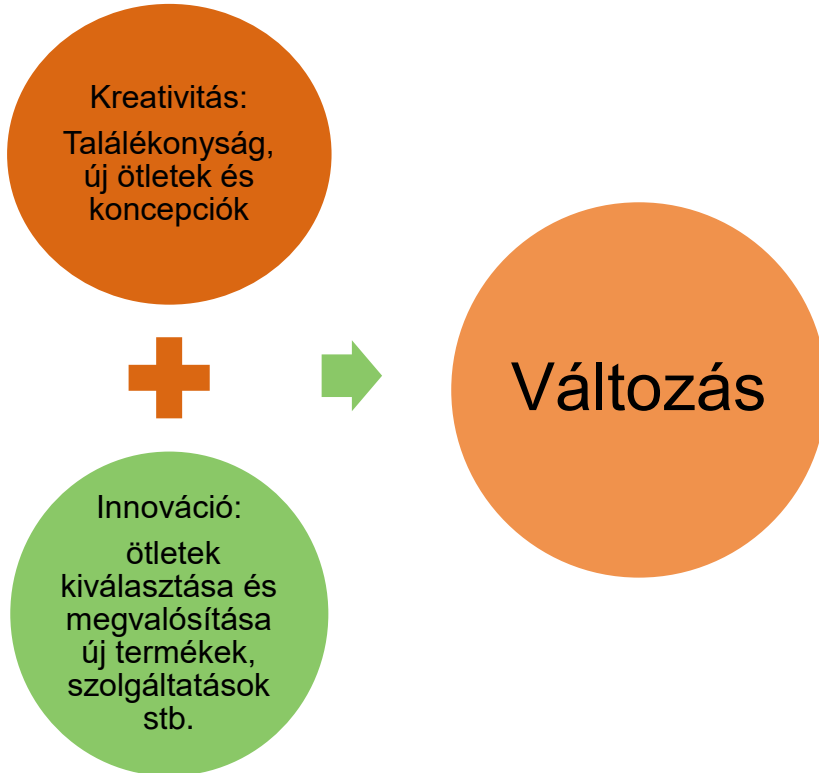 Kreativitás:
Találékonyság,
új ötletek és
koncepciók
Innováció:
ötletek
kiválasztása és
megvalósítása
új termékek,
szolgáltatások
stb.
Változás